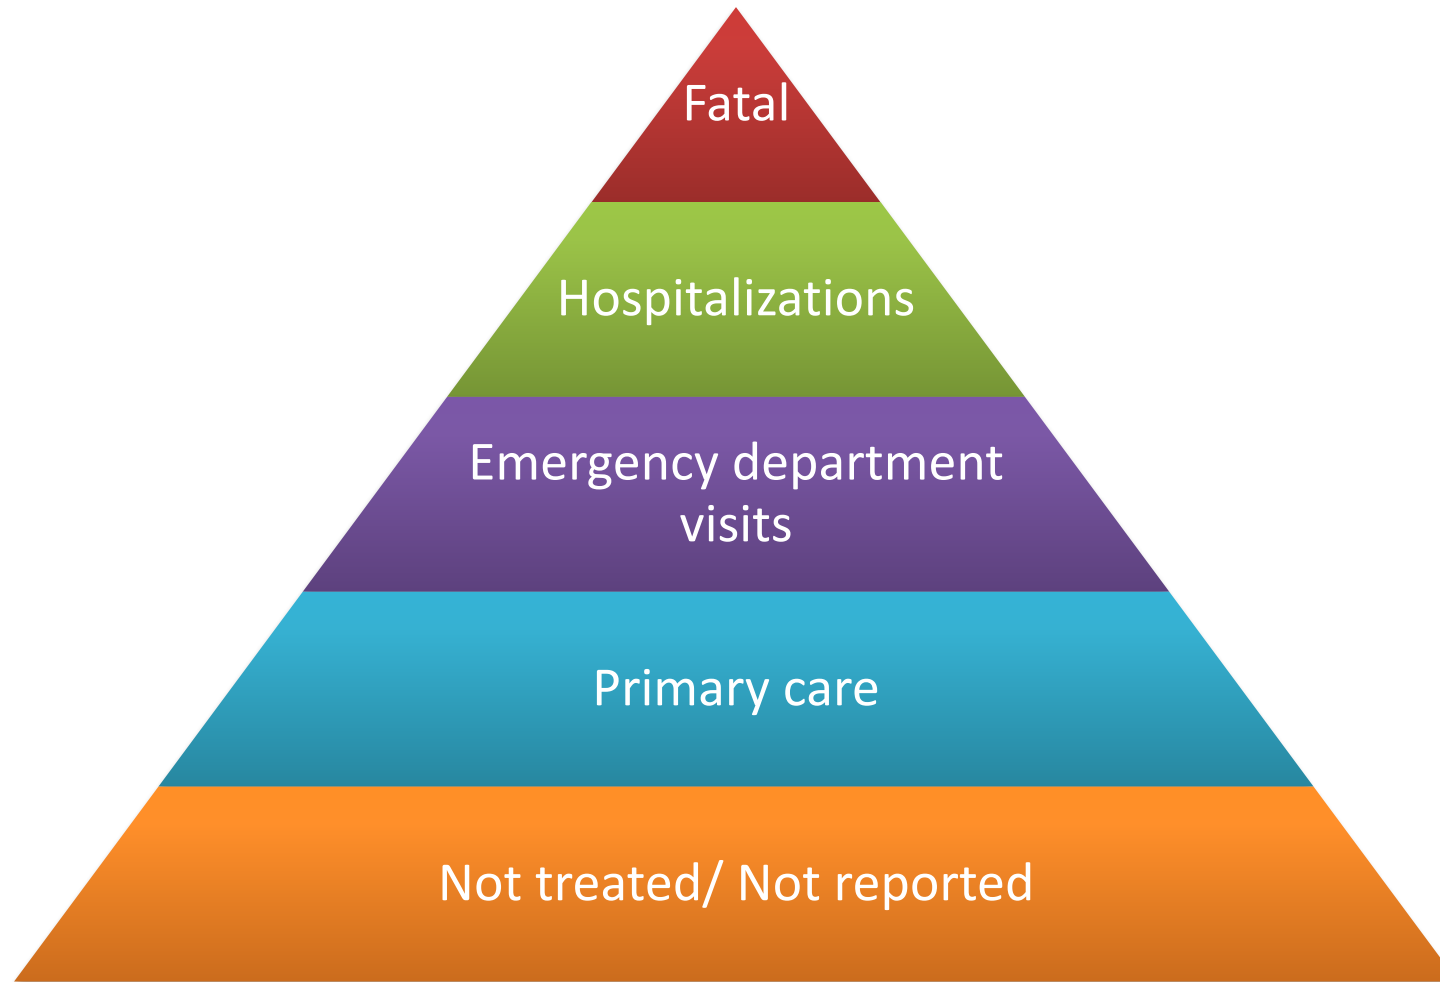 Fatal
Hospitalizations
Emergency department
visits
Primary care
Not treated/ Not reported